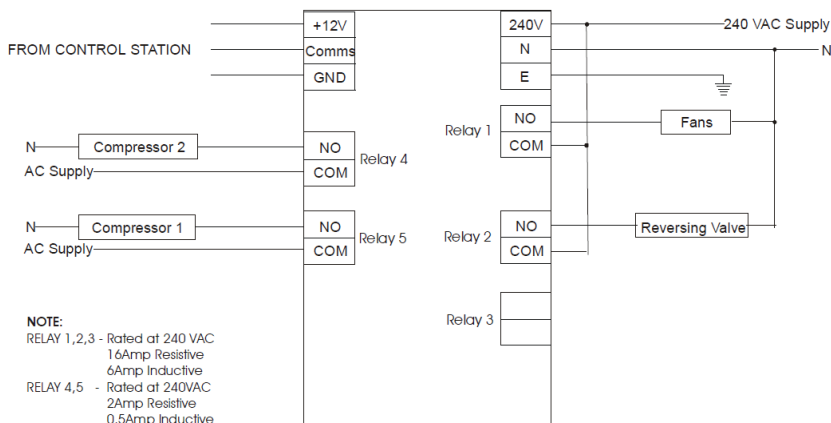 +12V
FROM CONTROL STATION
Comms
GND
240V
240 VAC Supply
N
N
E
NO
Relay 1
COM
Fans
N
Compressor 2
NO
Relay 4
AC Supply
COM
N
Compressor 1
NO
Relay 5
AC Supply
COM
NO
Relay 2
COM
Reversing Valve
Relay 3
NOTE:
RELAY 1,2,3 - Rated at 240 VAC
16Amp Resistive
6Amp Inductive
RELAY 4,5 - Rated at 240VAC
2Amp Resistive
0.5Amp Inductive